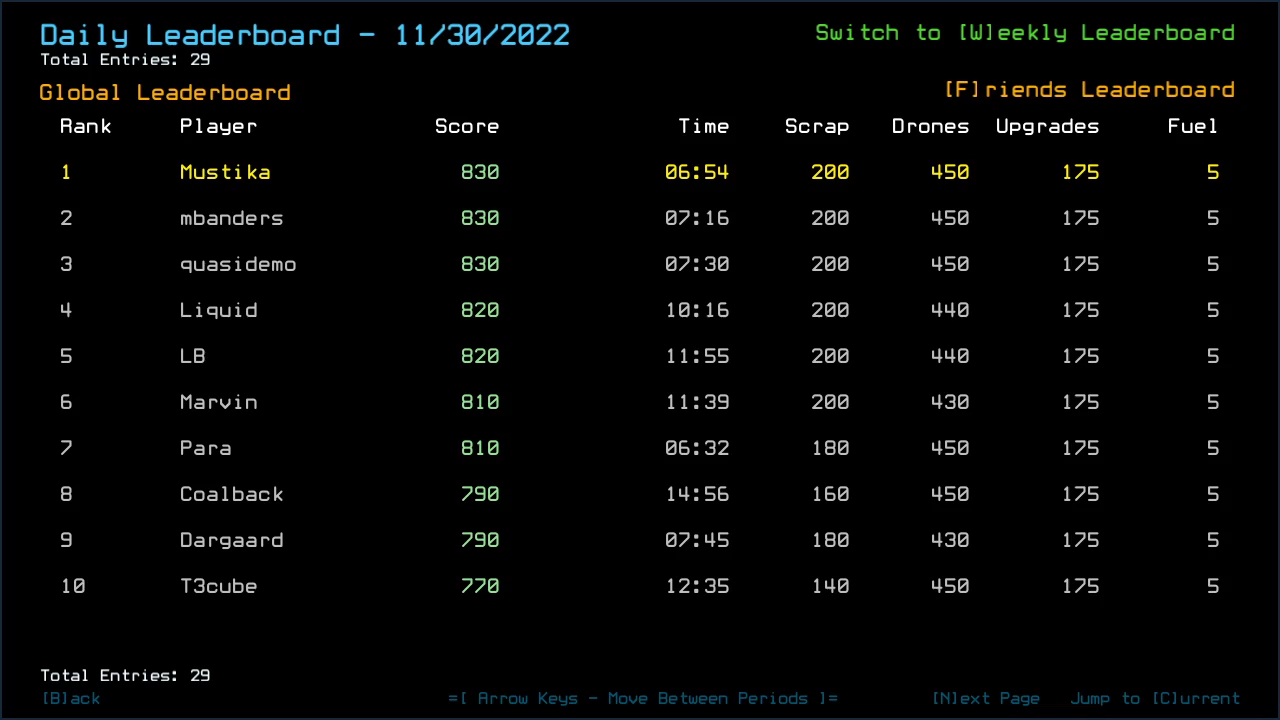 Daily Leaderboard - 11/30/2022 Switch to [W]eekly Leaderboard
Total Entries: 29
Global Leaderboard [F]riends Leaderboard
Rank Player Score Time Scrap Drones Upgrades Fuel
1 Mustika 830 06:54 200 450 175 5
2 mbanders 830 07:16 200 450 175 5
3 quasidemo 830 07:30 200 450 175 5
4 Liquid 820 10:16 200 440 175 5
5 LB 820 11:55 200 440 175 5
6 Marvin 810 11:39 200 430 175 5
7 Para 810 06:32 180 450 175 5
8 Coalback 790 14:56 160 450 175 5
9 Dargaard 790 07:45 180 430 175 5
10 T3cube 770 12:35 140 450 175 5
Total Entries: 29
[B]ack =[ Arrow Keys - Move Between Periods ]= [N]ext Page Jump to [C]urrent